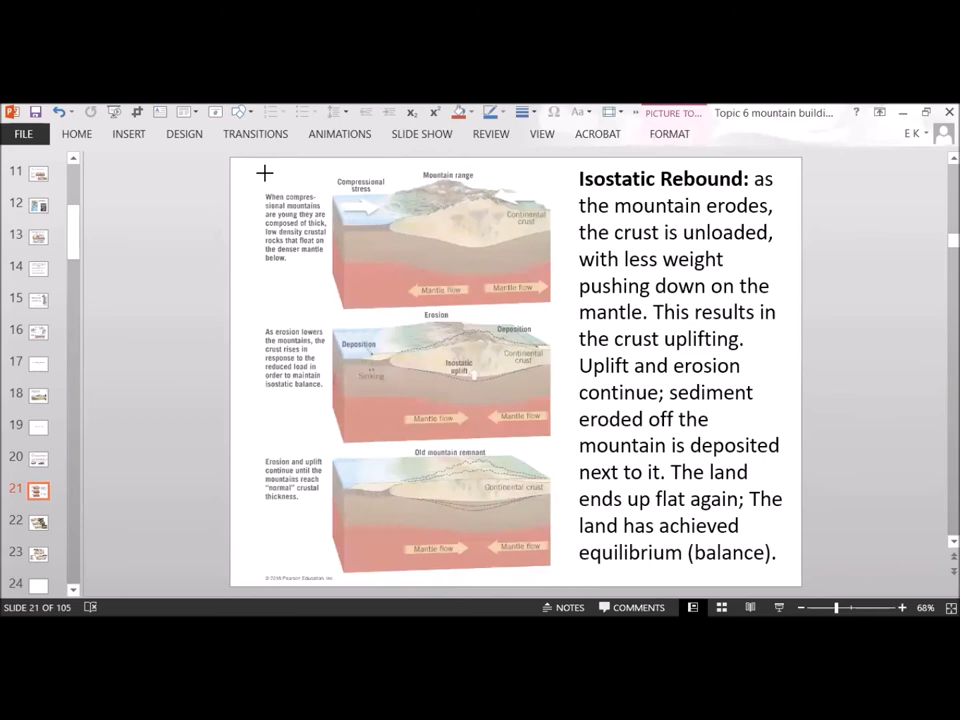 Topic 6 mountain buildi...
PICTURE TO...
FILE
HOME
INSERT
DESIGN
TRANSITIONS
ANIMATIONS
SLIDE SHOW
REVIEW
VIEW
ACROBAT
FORMAT
E K
11
12
13
14
15
16
17
18
19
20
21
22
23
24
Compressional
stress
Mountain range
When compres-
sional mountains
are young they are
composed of thick,
low density crustal
rocks that float on
the denser mantle
below.
Continental
crust
Mantle flow
Mantle flow
Erosion
As erosion lowers
the mountains, the
crust rises in
response to the
reduced load in
order to maintain
isostatic balance.
Deposition
Deposition
Continental
crust
Isostatic
uplift
Sinking
Mantle flow
Mantle flow
Old mountain remnant
Erosion and uplift
continue until the
mountains reach
"normal" crustal
thickness.
Continental crust
Mantle flow
Mantle flow
Isostatic Rebound: as
the mountain erodes,
the crust is unloaded,
with less weight
pushing down on the
mantle. This results in
the crust uplifting.
Uplift and erosion
continue; sediment
eroded off the
mountain is deposited
next to it. The land
ends up flat again; The
land has achieved
equilibrium (balance).
SLIDE 21 OF 105
NOTES
COMMENTS
68%